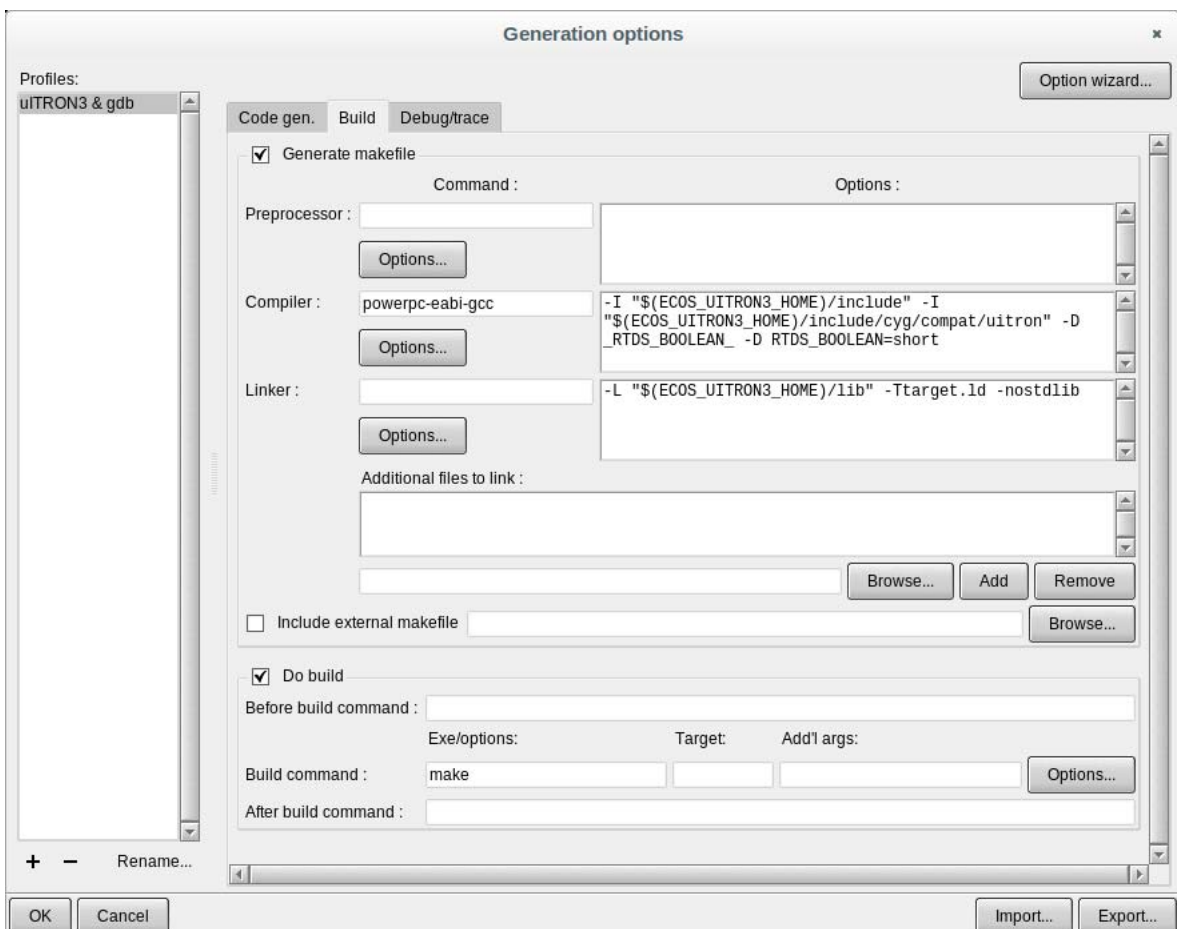 Generation options
Profiles:
Option wizard...
uITRON3 & gdb
Code gen.
Build
Debug/trace
Generate makefile
Command :
Options :
Preprocessor :
Options...
Compiler :
powerpc-eabi-gcc
-I "$(ECOS_UITRON3_HOME)/include" -I
"$(ECOS_UITRON3_HOME)/include/cyg/compat/uitron" -D
_RTDS_BOOLEAN_ -D RTDS_BOOLEAN=short
Options...
Linker :
-L "$(ECOS_UITRON3_HOME)/lib" -Ttarget.ld -nostdlib
Options...
Additional files to link :
Browse...
Add
Remove
Include external makefile
Browse...
Do build
Before build command :
Exe/options:
Target:
Add'l args:
Build command :
make
Options...
After build command :
+ − Rename...
OK
Cancel
Import...
Export...